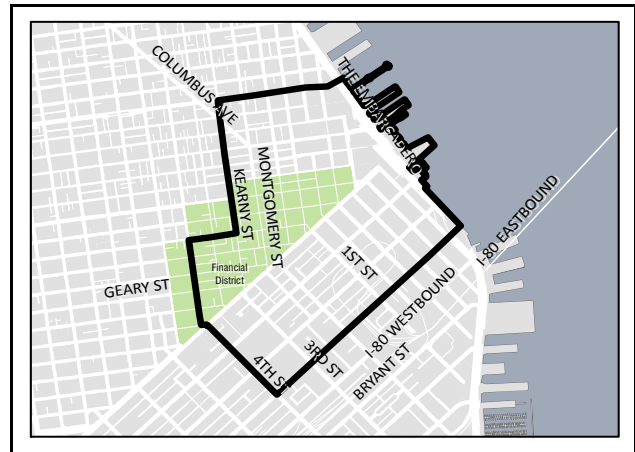 COLUMBUS AVE
THE EMBARCADERO
MONTGOMERY ST
KEARNY ST
I-80 EASTBOUND
1ST ST
Financial
District
GEARY ST
I-80 WESTBOUND
3RD ST
BRYANT ST
4TH ST